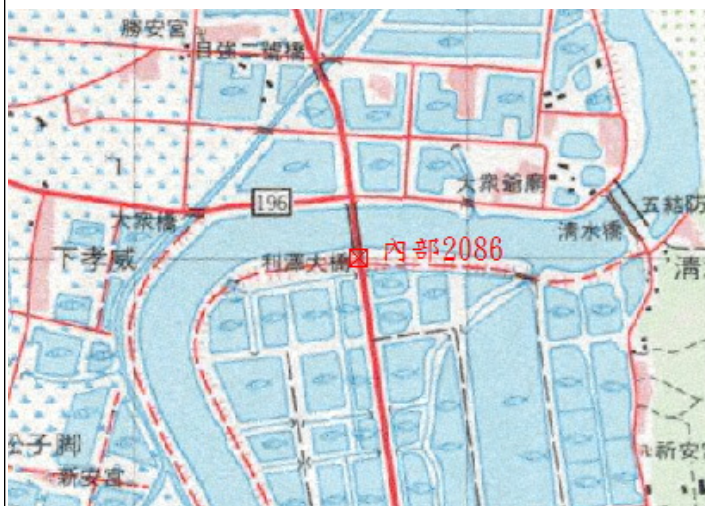 勝安宮
自強二號橋
大眾爺廟
196
五結防
大眾橋
清水橋
內部2086
下孝威
利澤大橋
清
公子腳
新安宮
新安宮